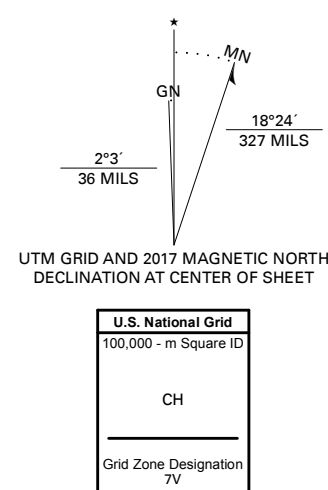 ★
MN
GN
18°24´
327 MILS
2°3´
36 MILS
UTM GRID AND 2017 MAGNETIC NORTH
DECLINATION AT CENTER OF SHEET
U.S. National Grid
100,000 - m Square ID
CH
Grid Zone Designation
7V